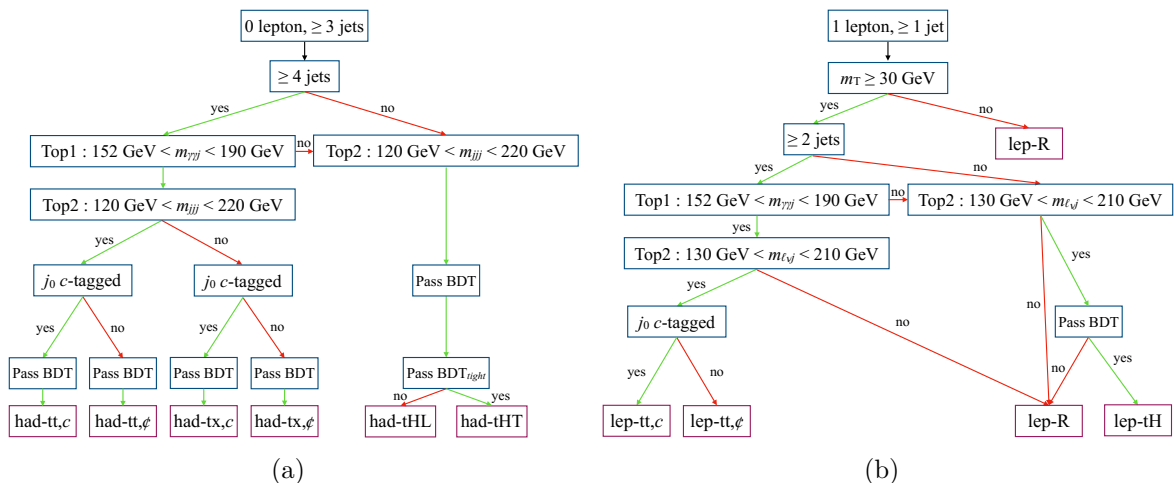 0 lepton, ≥ 3 jets
≥ 4 jets
yes
no
Top1 : 152 GeV < mγγj < 190 GeV
no
Top2 : 120 GeV < mjjj < 220 GeV
Top2 : 120 GeV < mjjj < 220 GeV
yes
no
j0 c-tagged
j0 c-tagged
Pass BDT
yes
no
yes
no
Pass BDT
Pass BDT
Pass BDT
Pass BDT
Pass BDTtight
no
yes
had-tt,c
had-tt,¢
had-tx,c
had-tx,¢
had-tHL
had-tHT
(a)
1 lepton, ≥ 1 jet
mT ≥ 30 GeV
yes
no
≥ 2 jets
lep-R
yes
no
Top1 : 152 GeV < mγγj < 190 GeV
no
Top2 : 130 GeV < mℓνj < 210 GeV
yes
Top2 : 130 GeV < mℓνj < 210 GeV
yes
yes
j0 c-tagged
no
Pass BDT
yes
no
no
yes
lep-tt,c
lep-tt,¢
lep-R
lep-tH
(b)